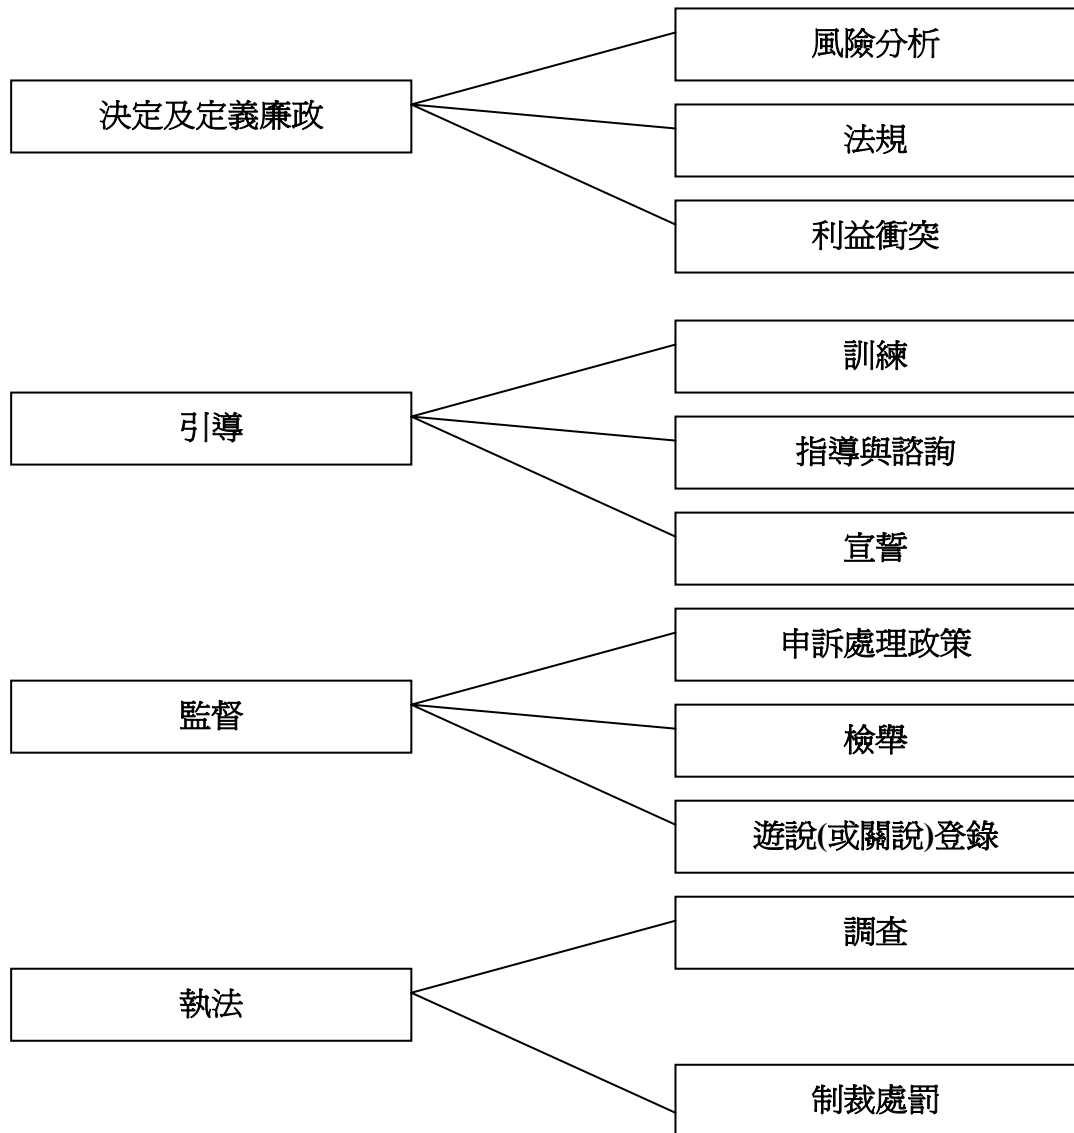 決定及定義廉政
風險分析
法規
利益衝突
引導
訓練
指導與諮詢
宣誓
監督
申訴處理政策
檢舉
遊說(或關說)登錄
執法
調查
制裁處罰